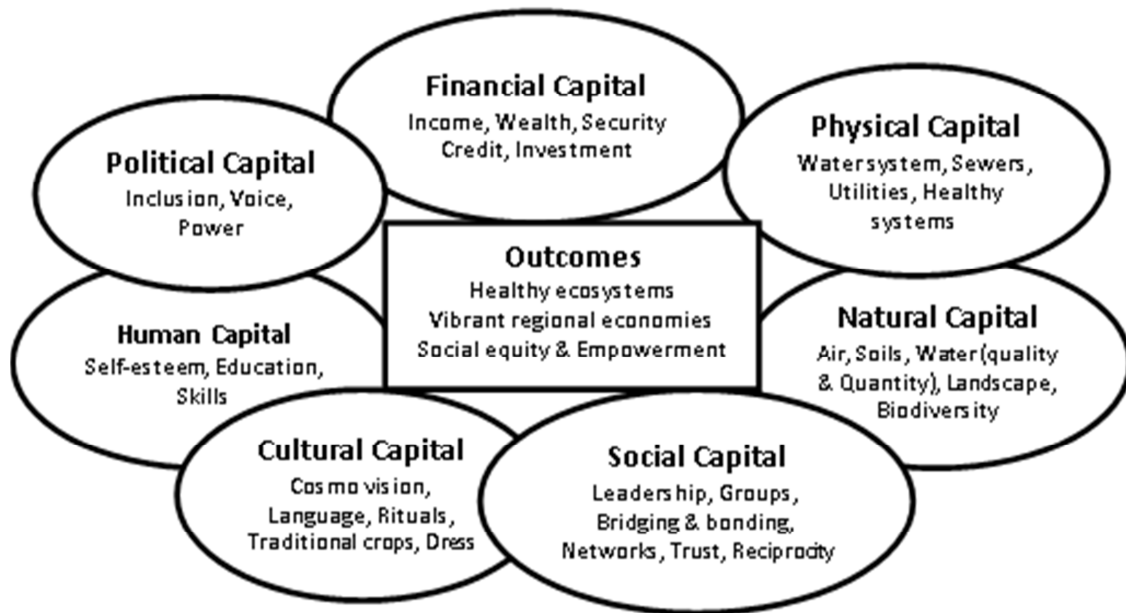 Financial Capital
Income, Wealth, Security
Credit, Investment
Physical Capital
Water system, Sewers,
Utilities, Healthy
systems
Political Capital
Inclusion, Voice,
Power
Outcomes
Healthy ecosystems
Vibrant regional economies
Social equity & Empowerment
Human Capital
Self-esteem, Education,
Skills
Natural Capital
Air, Soils, Water (quality
& Quantity), Landscape,
Biodiversity
Cultural Capital
Cosmo vision,
Language, Rituals,
Traditional crops, Dress
Social Capital
Leadership, Groups,
Bridging & bonding,
Networks, Trust, Reciprocity